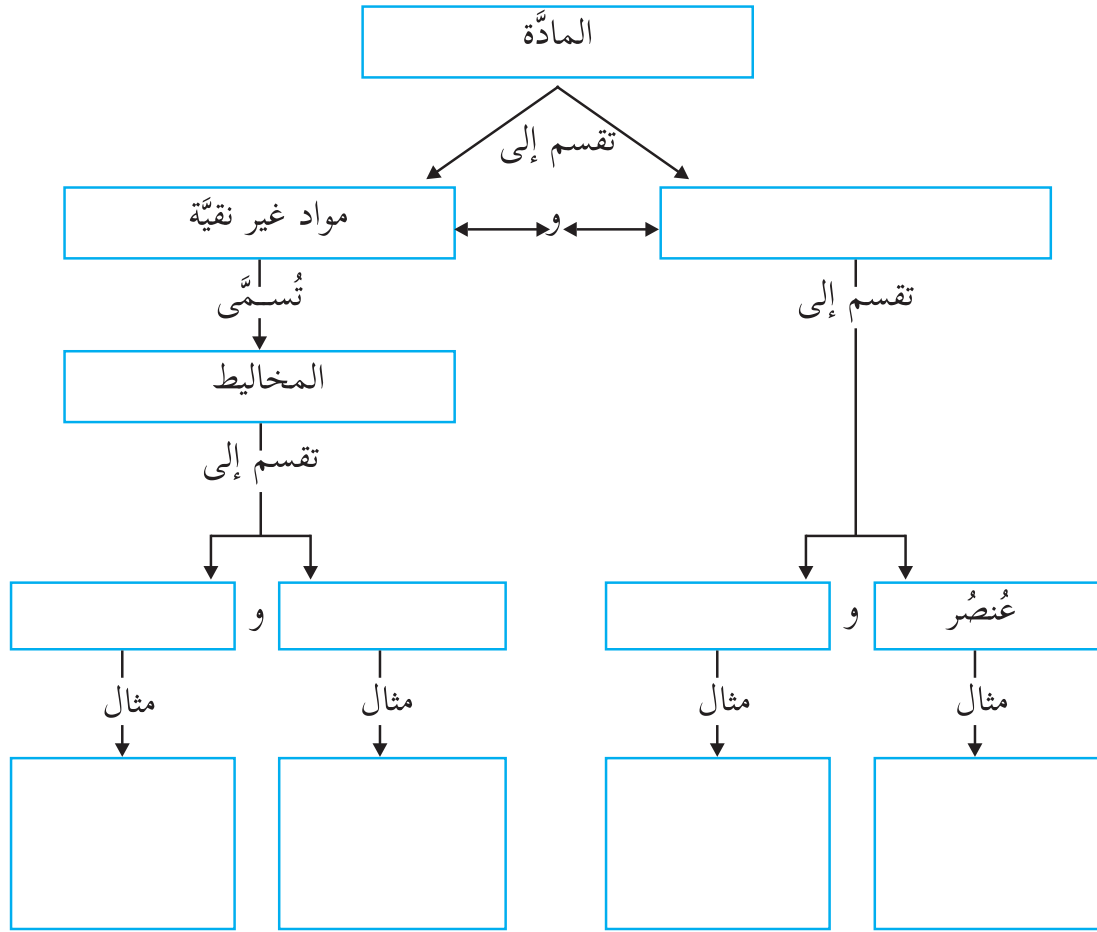 المادَّة
تقسم إلى
مواد غير نقيَّة
و
تُسمَّى
تقسم إلى
المخاليط
تقسم إلى
عُنصُر
و
و
مثال
مثال
مثال
مثال